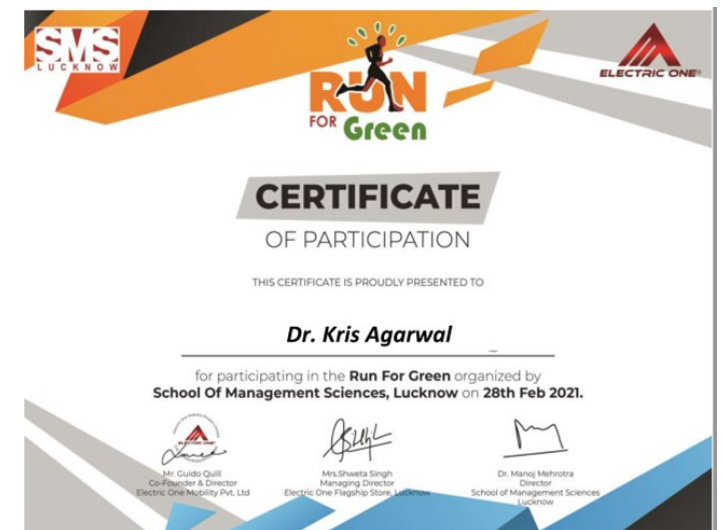 SMS
LUCKNOW
ELECTRIC ONE
RUN
FOR Green
CERTIFICATE
OF PARTICIPATION
THIS CERTIFICATE IS PROUDLY PRESENTED TO
Dr. Kris Agarwal
for participating in the Run For Green organized by
School Of Management Sciences, Lucknow on 28th Feb 2021.
ELECTRIC ONE
Mr. Guido Quill
Co-Founder & Director
Electric One Mobility Pvt. Ltd
Mrs.Shweta Singh
Managing Director
Electric One Flagship Store, Lucknow
Dr. Manoj Mehrotra
Director
School of Management Sciences
Lucknow